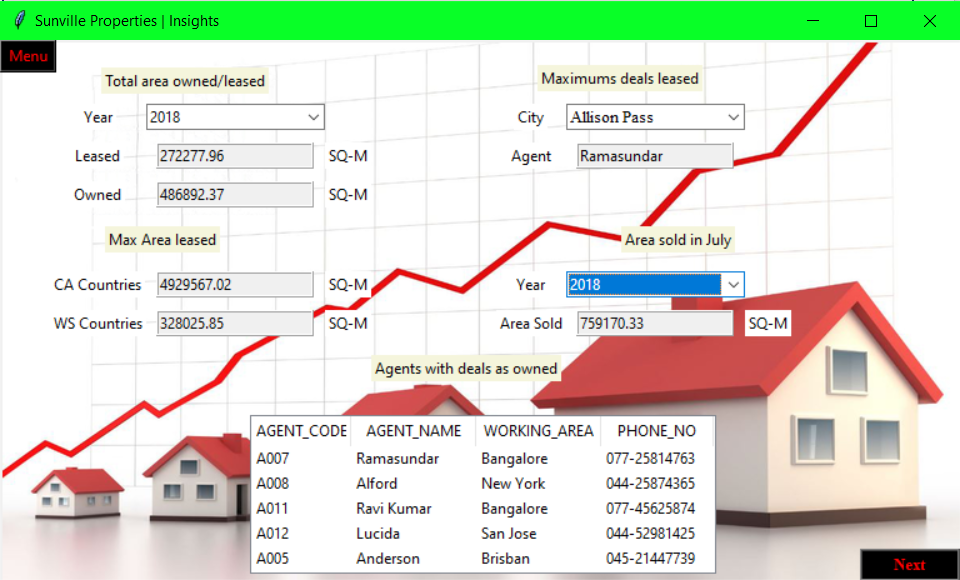 Sunville Properties | Insights
Menu
Total area owned/leased
Year 2018
Leased 272277.96 SQ-M
Owned 486892.37 SQ-M
Maximums deals leased
City Allison Pass
Agent Ramasundar
Max Area leased
CA Countries 4929567.02 SQ-M
WS Countries 328025.85 SQ-M
Area sold in July
Year 2018
Area Sold 759170.33 SQ-M
Agents with deals as owned
AGENT_CODE AGENT_NAME WORKING_AREA PHONE_NO
A007 Ramasundar Bangalore 077-25814763
A008 Alford New York 044-25874365
A011 Ravi Kumar Bangalore 077-45625874
A012 Lucida San Jose 044-52981425
A005 Anderson Brisban 045-21447739
Next